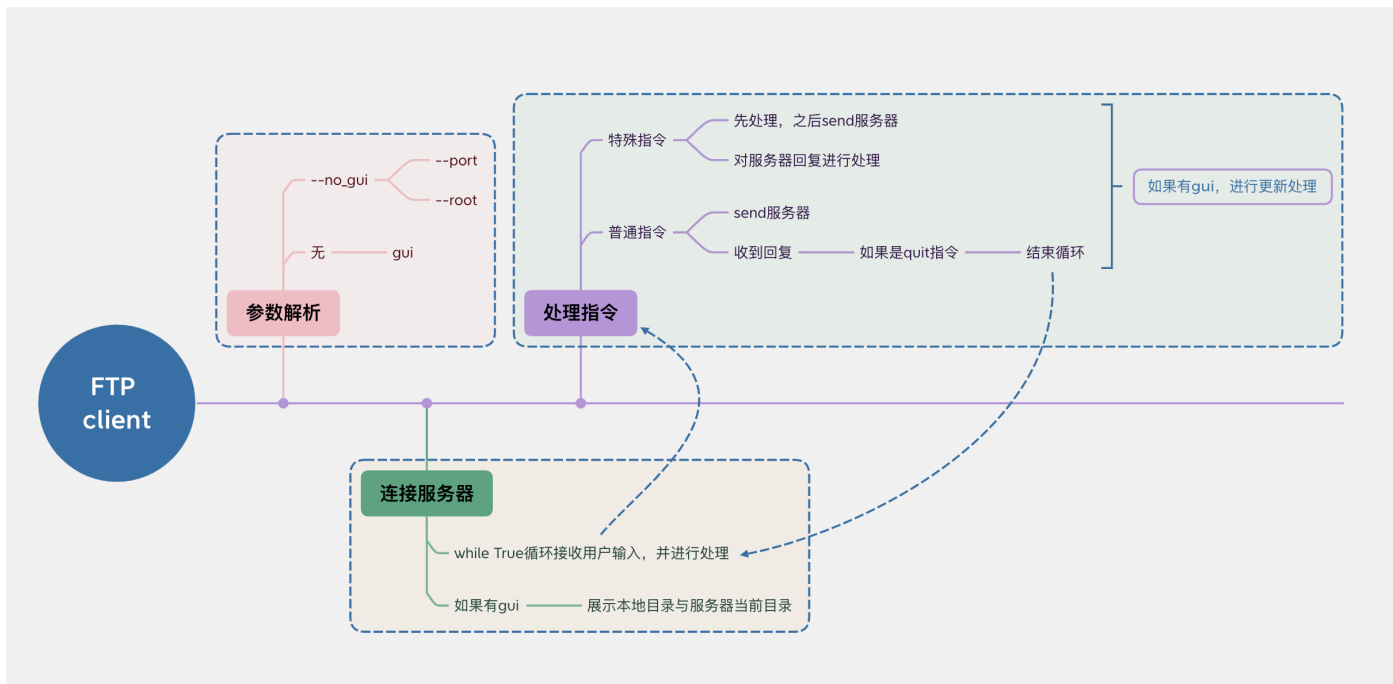 FTP
client
--no_gui
--port
--root
无
gui
参数解析
连接服务器
while True循环接收用户输入，并进行处理
如果有gui
展示本地目录与服务器当前目录
特殊指令
先处理，之后send服务器
对服务器回复进行处理
普通指令
send服务器
收到回复
如果是quit指令
结束循环
处理指令
如果有gui，进行更新处理